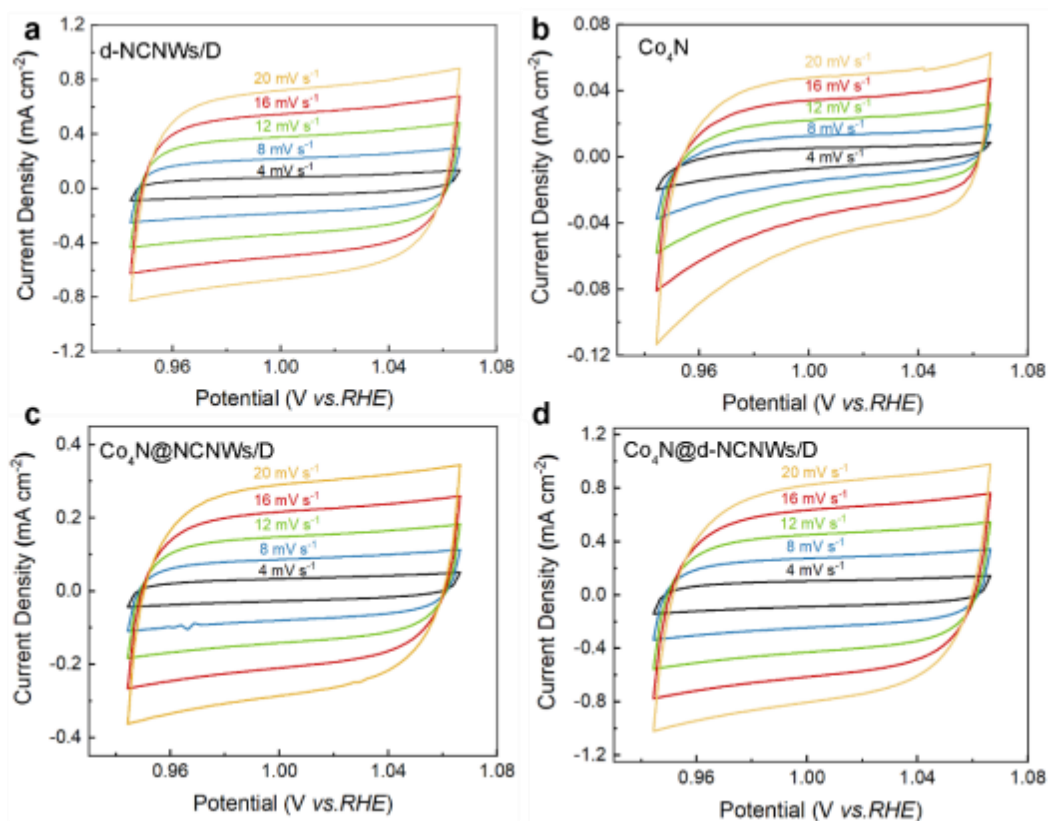 a
d-NCNWs/D
1.2
0.8
0.4
0.0
-0.4
-0.8
-1.2
Current Density (mA cm⁻²)
20 mV s⁻¹
16 mV s⁻¹
12 mV s⁻¹
8 mV s⁻¹
4 mV s⁻¹
0.96 1.00 1.04 1.08
Potential (V vs.RHE)
b
Co₄N
0.08
0.04
0.00
-0.04
-0.08
-0.12
Current Density (mA cm⁻²)
20 mV s⁻¹
16 mV s⁻¹
12 mV s⁻¹
8 mV s⁻¹
4 mV s⁻¹
0.96 1.00 1.04 1.08
Potential (V vs.RHE)
c
Co₄N@NCNWs/D
0.4
0.2
0.0
-0.2
-0.4
Current Density (mA cm⁻²)
20 mV s⁻¹
16 mV s⁻¹
12 mV s⁻¹
8 mV s⁻¹
4 mV s⁻¹
0.96 1.00 1.04 1.08
Potential (V vs.RHE)
d
Co₄N@d-NCNWs/D
1.2
0.8
0.4
0.0
-0.4
-0.8
-1.2
Current Density (mA cm⁻²)
20 mV s⁻¹
16 mV s⁻¹
12 mV s⁻¹
8 mV s⁻¹
4 mV s⁻¹
0.96 1.00 1.04 1.08
Potential (V vs.RHE)